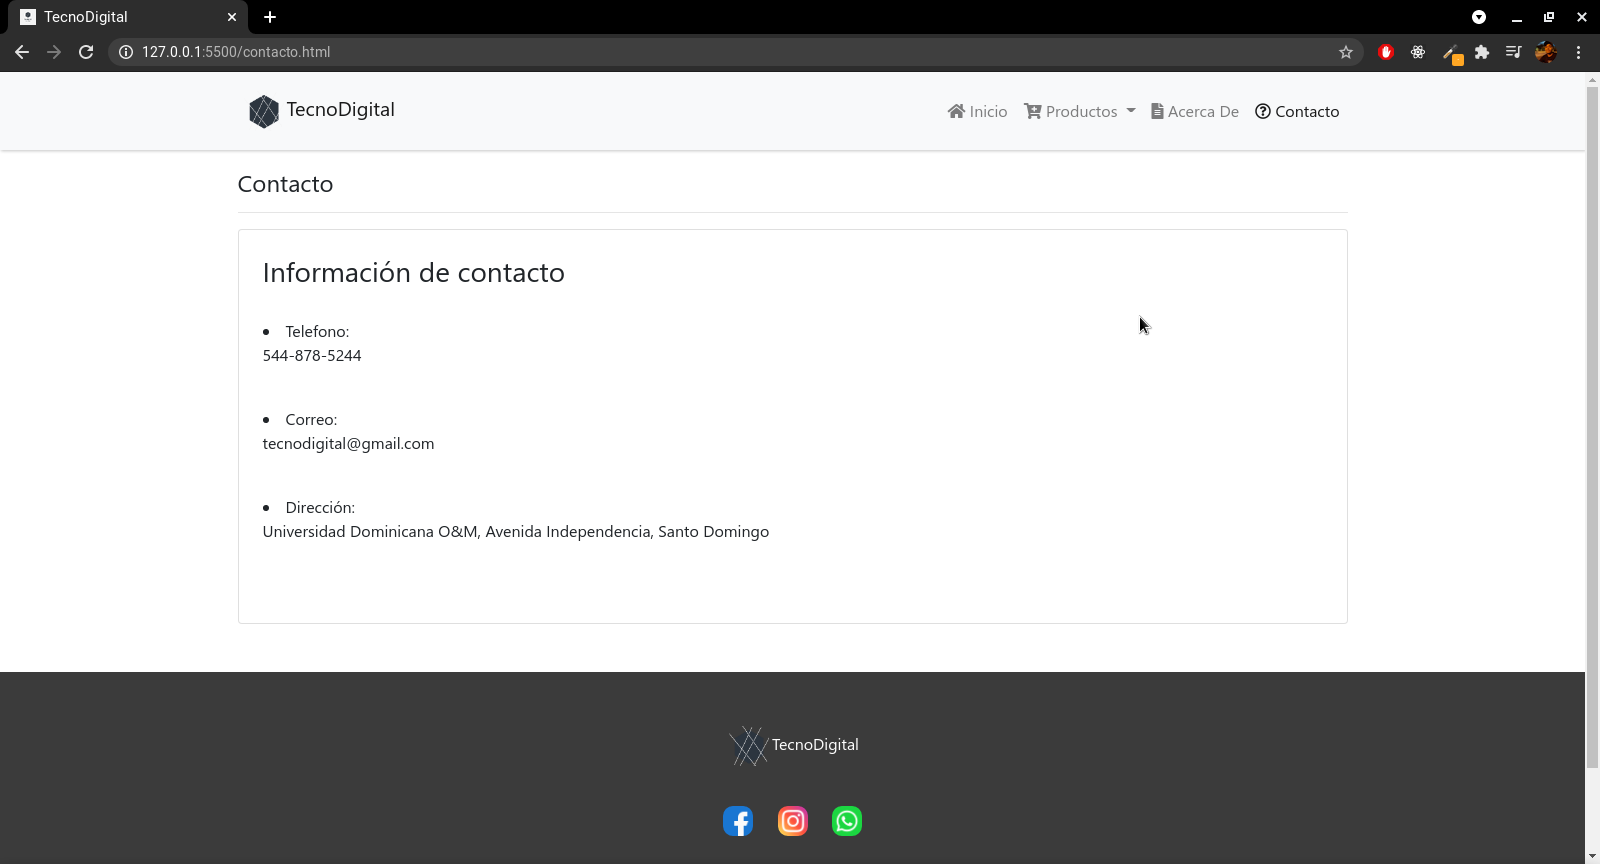 TecnoDigital
127.0.0.1:5500/contacto.html
TecnoDigital
Inicio
Productos
Acerca De
Contacto
Contacto
Información de contacto
Telefono:
544-878-5244
Correo:
tecnodigital@gmail.com
Dirección:
Universidad Dominicana O&M, Avenida Independencia, Santo Domingo
TecnoDigital